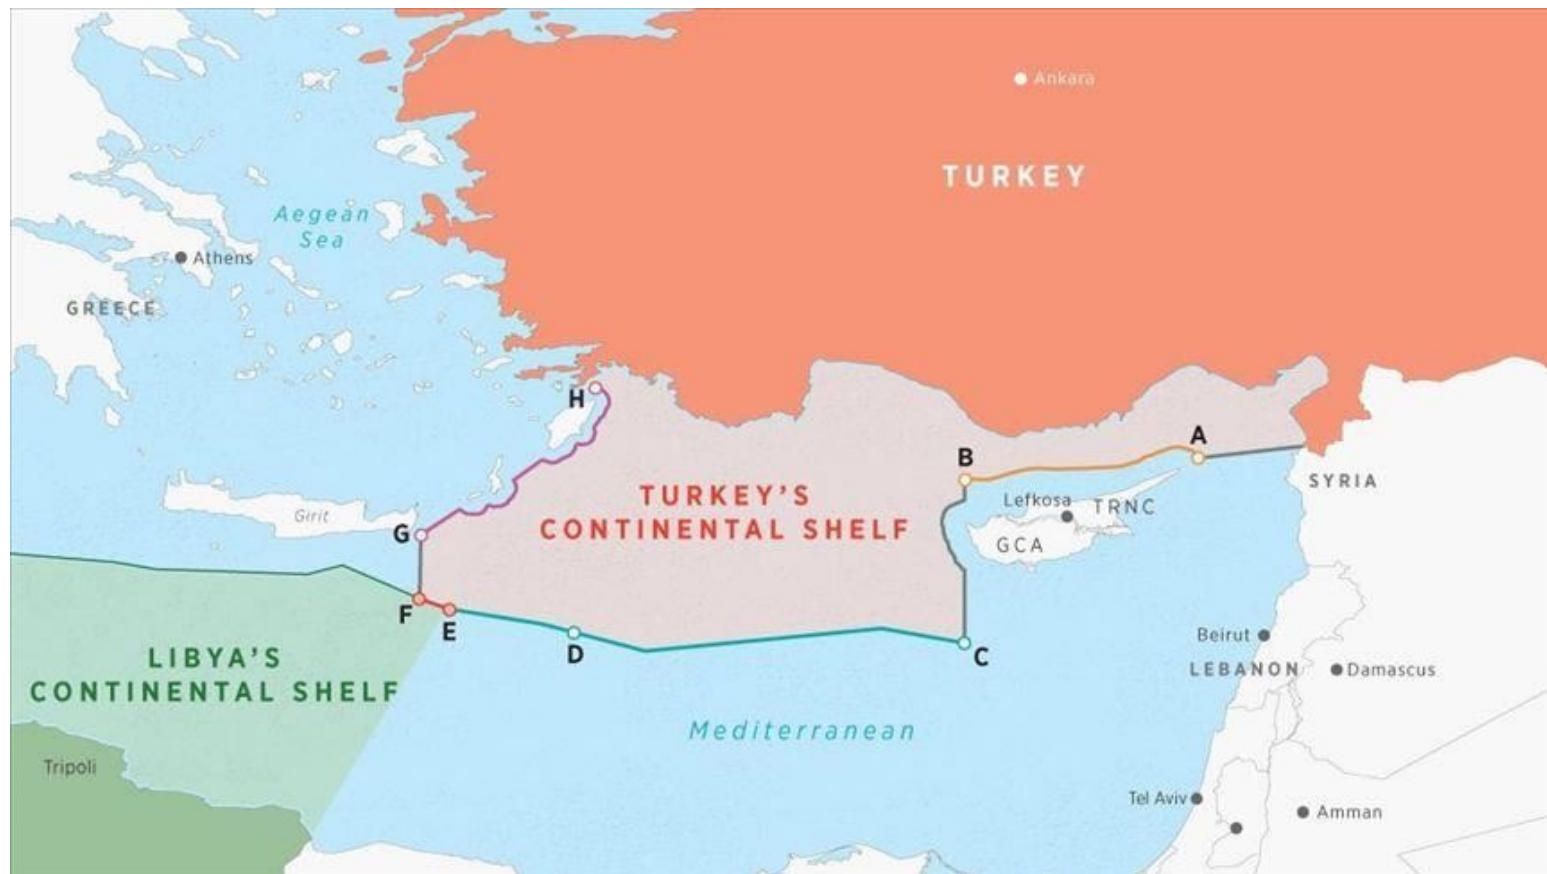 Ankara
TURKEY
Aegean
Sea
Athens
GREECE
H
A
B
SYRIA
TURKEY'S
CONTINENTAL SHELF
Lefkosa
TRNC
Girit
G
GCA
F
E
Beirut
D
C
LIBYA'S
CONTINENTAL SHELF
LEBANON
Damascus
Mediterranean
Tripoli
Tel Aviv
Amman